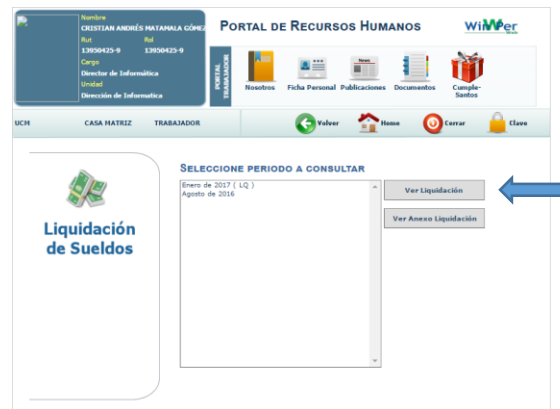 Nombre
CRISTIAN ANDRÉS MATAMALA GÓMEZ
Rut Rol
13950425-9 13950425-9
Cargo
Director de Informática
Unidad
Dirección de Informatica
PORTAL DE RECURSOS HUMANOS
WinPer
Web
PORTAL
TRABAJADOR
Nosotros Ficha Personal Publicaciones Documentos Cumple-
Santos
UCM CASA MATRIZ TRABAJADOR Volver Home Cerrar Clave
SELECCIONE PERIODO A CONSULTAR
Enero de 2017 ( LQ )
Agosto de 2016
Ver Liquidación
Ver Anexo Liquidación
Liquidación
de Sueldos